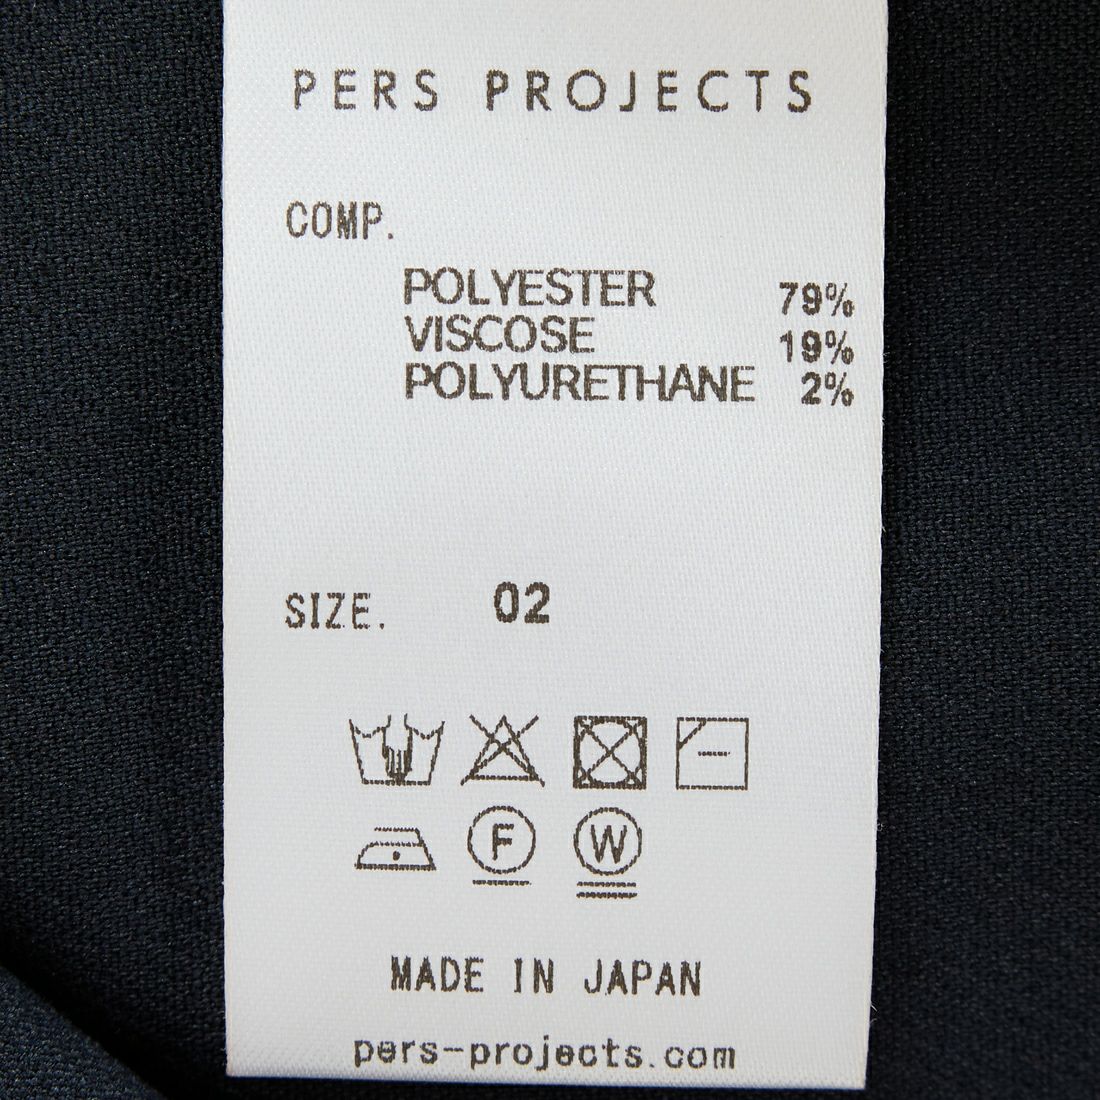 PERS PROJECTS
COMP.
POLYESTER 79%
VISCOSE 19%
POLYURETHANE 2%
SIZE. 02
F W
MADE IN JAPAN
pers-projects.com